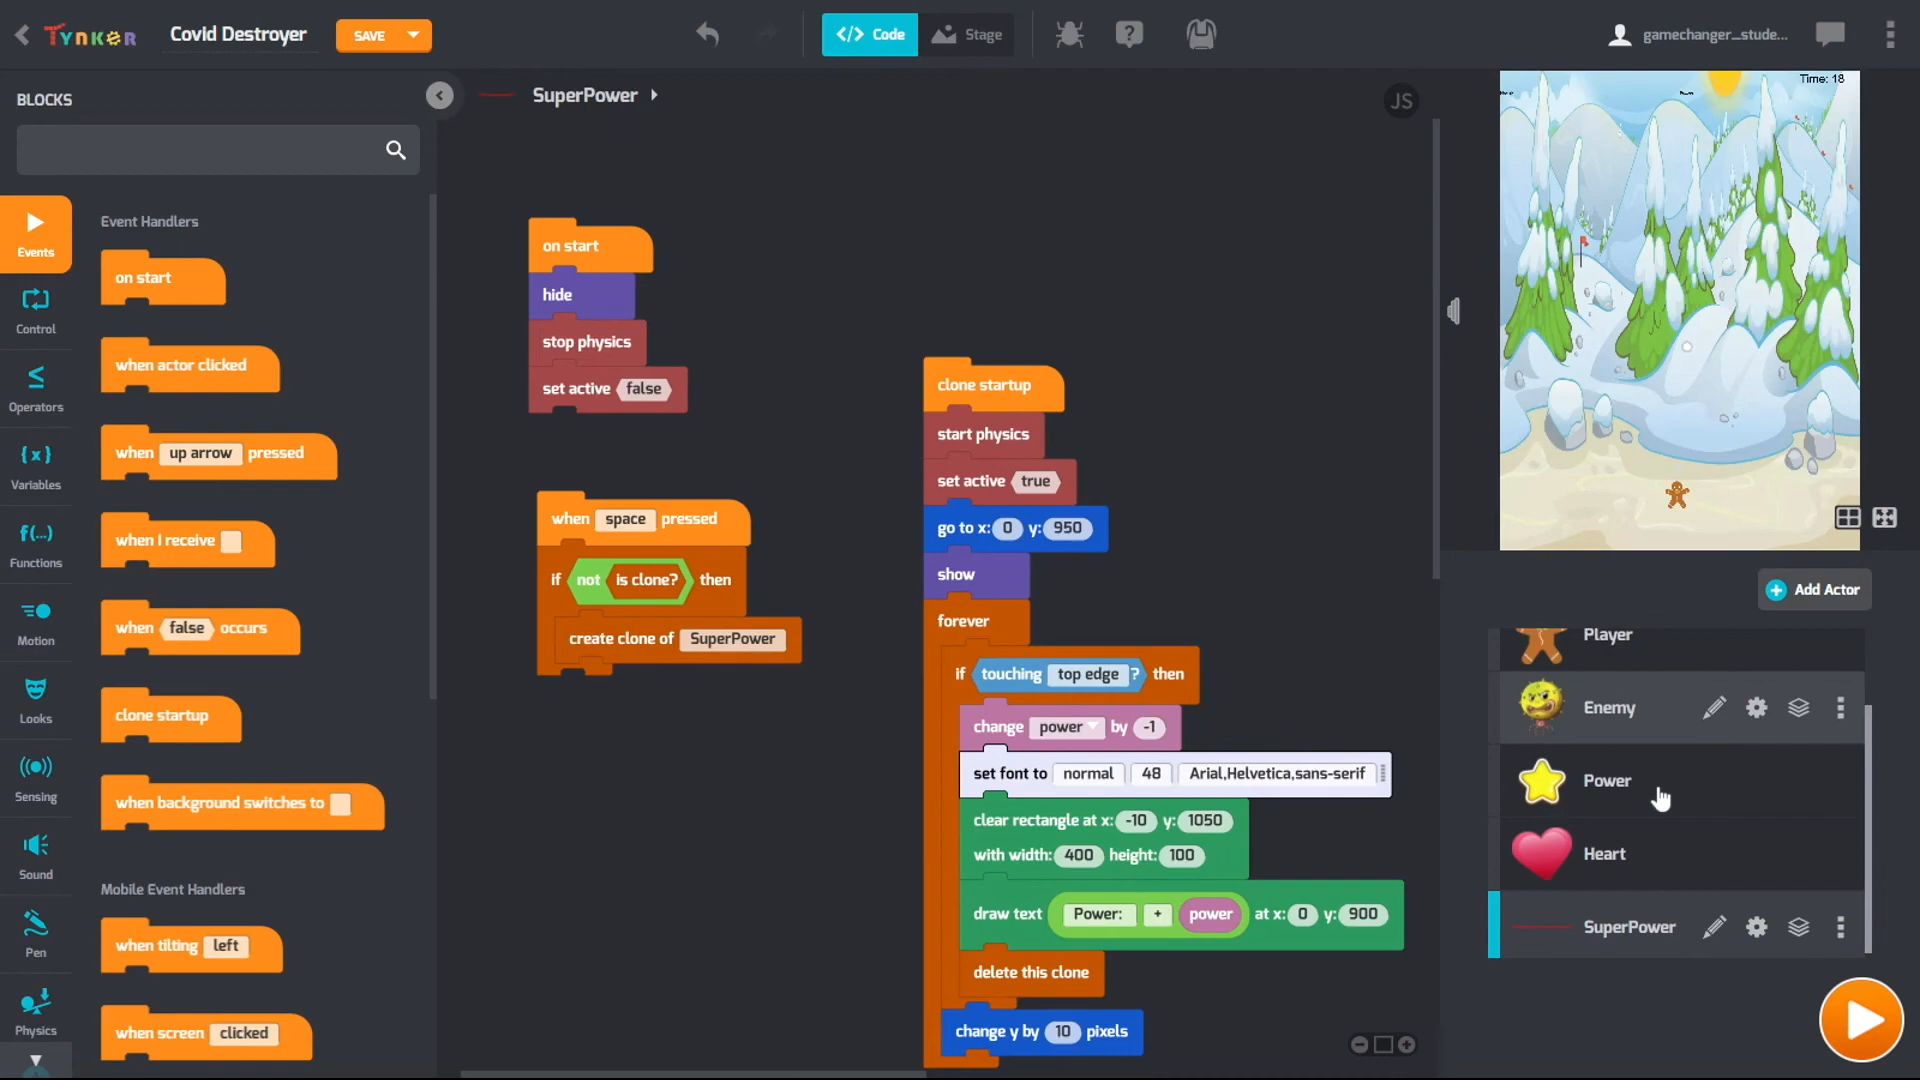 TYNKER
Covid Destroyer
SAVE
</> Code
Stage
gamechanger_stude...
BLOCKS
SuperPower
JS
Time: 18
Events
Control
Operators
{x}
Variables
f(...)
Functions
Motion
Looks
Sensing
Sound
Pen
Physics
Event Handlers
on start
when actor clicked
when up arrow pressed
when I receive
when false occurs
clone startup
when background switches to
Mobile Event Handlers
when tilting left
when screen clicked
on start
hide
stop physics
set active false
when space pressed
if not is clone? then
create clone of SuperPower
clone startup
start physics
set active true
go to x: 0 y: 950
show
forever
if touching top edge ? then
change power by -1
set font to normal 48 Arial,Helvetica,sans-serif
clear rectangle at x: -10 y: 1050
with width: 400 height: 100
draw text Power: + power at x: 0 y: 900
delete this clone
change y by 10 pixels
Add Actor
Player
Enemy
Power
Heart
SuperPower